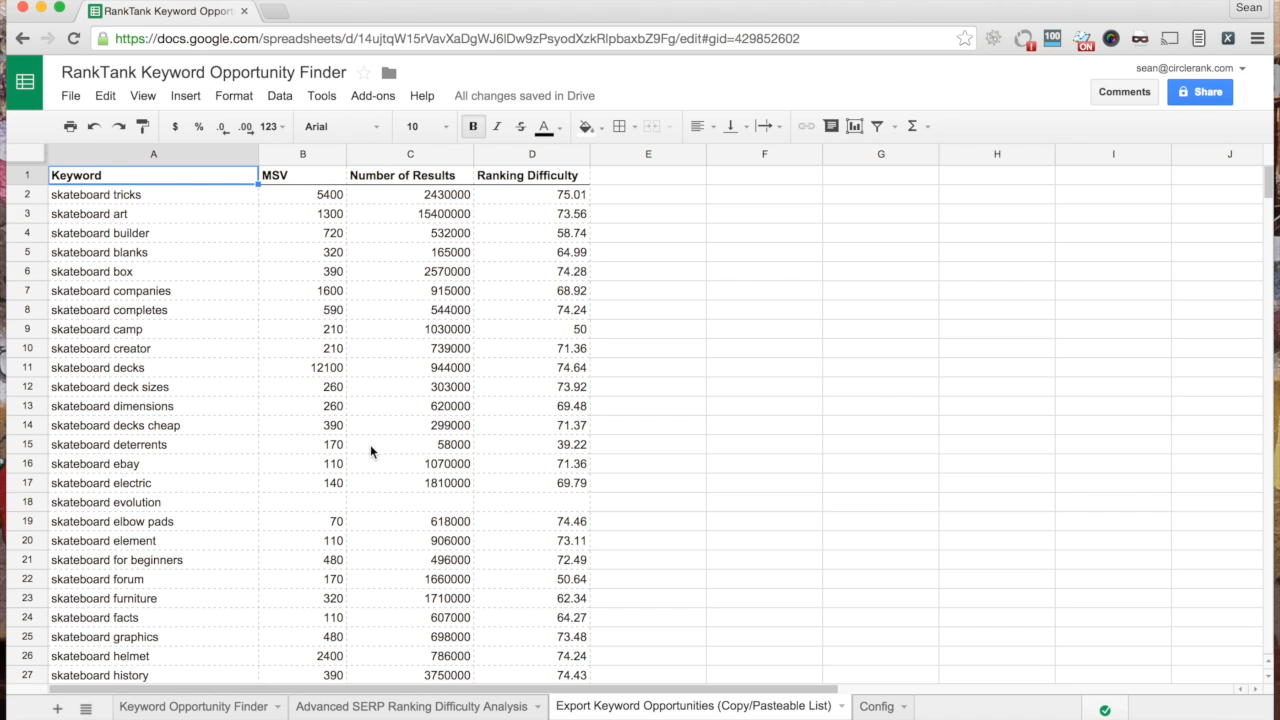 RankTank Keyword Opport
Sean
https://docs.google.com/spreadsheets/d/14ujtqW15rVavXaDgWJ6lDw9zPsyodXzkRlpbaxbZ9Fg/edit#gid=429852602
100
ON
RankTank Keyword Opportunity Finder
sean@circlerank.com
File Edit View Insert Format Data Tools Add-ons Help All changes saved in Drive
Comments Share
$ % .0 .00 123 Arial 10 B I S A
A B C D E F G H I J
1 Keyword MSV Number of Results Ranking Difficulty
2 skateboard tricks 5400 2430000 75.01
3 skateboard art 1300 15400000 73.56
4 skateboard builder 720 532000 58.74
5 skateboard blanks 320 165000 64.99
6 skateboard box 390 2570000 74.28
7 skateboard companies 1600 915000 68.92
8 skateboard completes 590 544000 74.24
9 skateboard camp 210 1030000 50
10 skateboard creator 210 739000 71.36
11 skateboard decks 12100 944000 74.64
12 skateboard deck sizes 260 303000 73.92
13 skateboard dimensions 260 620000 69.48
14 skateboard decks cheap 390 299000 71.37
15 skateboard deterrents 170 58000 39.22
16 skateboard ebay 110 1070000 71.36
17 skateboard electric 140 1810000 69.79
18 skateboard evolution
19 skateboard elbow pads 70 618000 74.46
20 skateboard element 110 906000 73.11
21 skateboard for beginners 480 496000 72.49
22 skateboard forum 170 1660000 50.64
23 skateboard furniture 320 1710000 62.34
24 skateboard facts 110 607000 64.27
25 skateboard graphics 480 698000 73.48
26 skateboard helmet 2400 786000 74.24
27 skateboard history 390 3750000 74.43
Keyword Opportunity Finder Advanced SERP Ranking Difficulty Analysis Export Keyword Opportunities (Copy/Pasteable List) Config